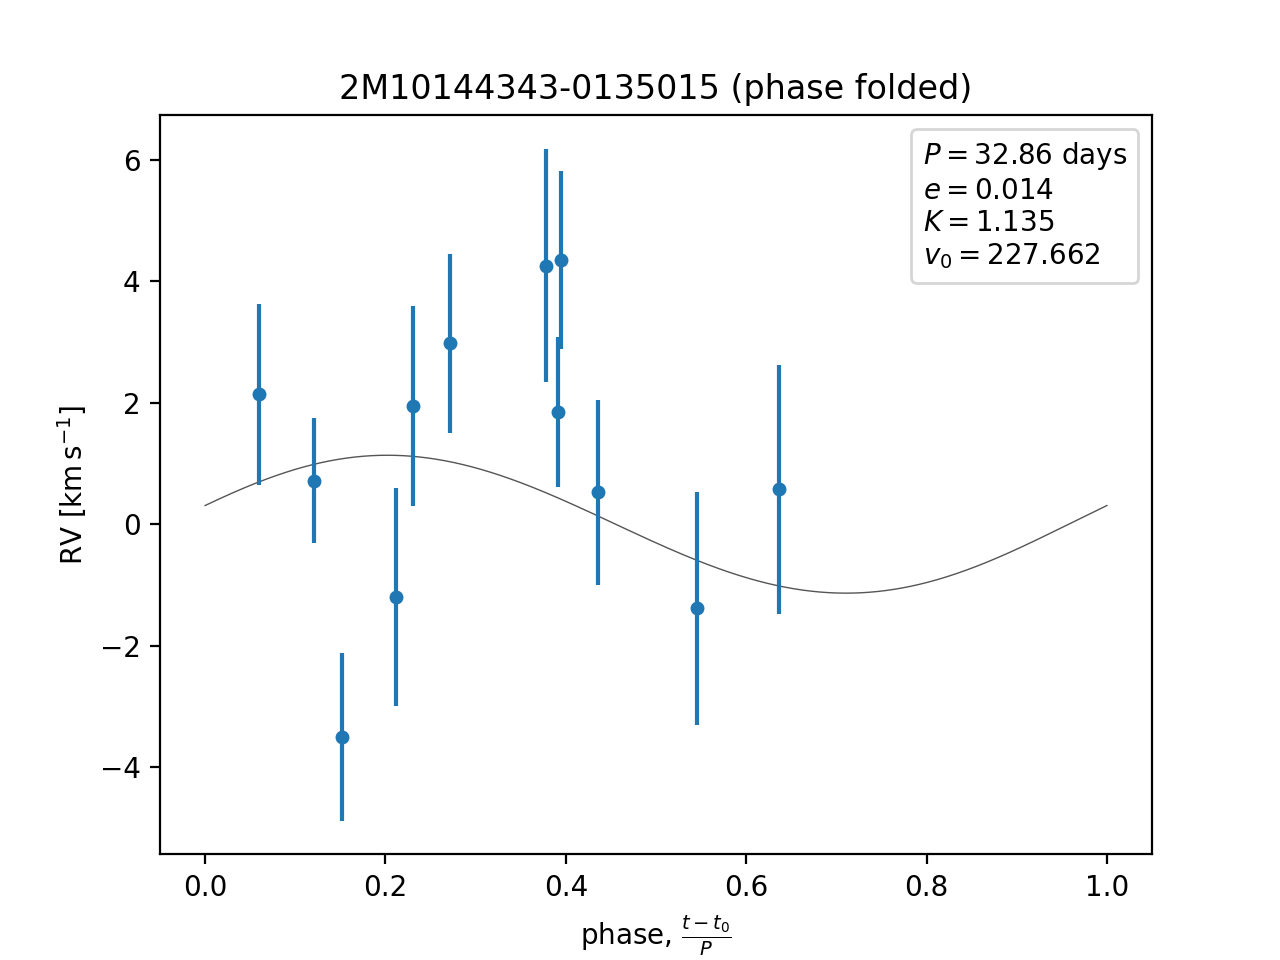 2M10144343-0135015 (phase folded)
P = 32.86 days
e = 0.014
K = 1.135
v₀ = 227.662
RV [km s⁻¹]
6
4
2
0
−2
−4
0.0 0.2 0.4 0.6 0.8 1.0
phase, (t − t₀)/P